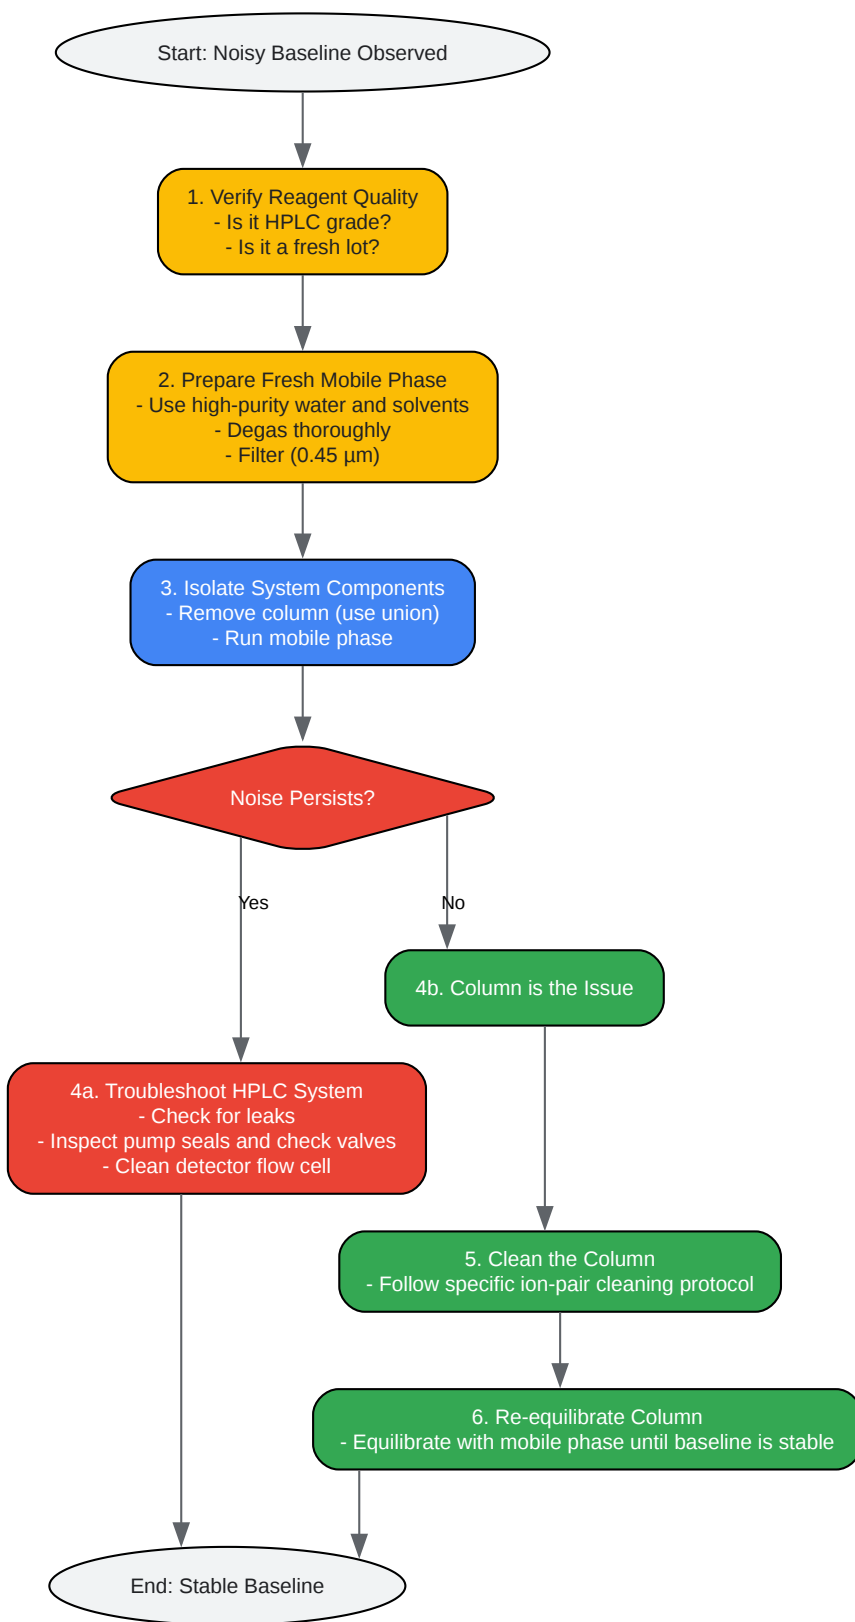 Start: Noisy Baseline Observed
1. Verify Reagent Quality
- Is it HPLC grade?
- Is it a fresh lot?
2. Prepare Fresh Mobile Phase
- Use high-purity water and solvents
- Degas thoroughly
- Filter (0.45 µm)
3. Isolate System Components
- Remove column (use union)
- Run mobile phase
Noise Persists?
Yes
No
4b. Column is the Issue
4a. Troubleshoot HPLC System
- Check for leaks
- Inspect pump seals and check valves
- Clean detector flow cell
5. Clean the Column
- Follow specific ion-pair cleaning protocol
6. Re-equilibrate Column
- Equilibrate with mobile phase until baseline is stable
End: Stable Baseline